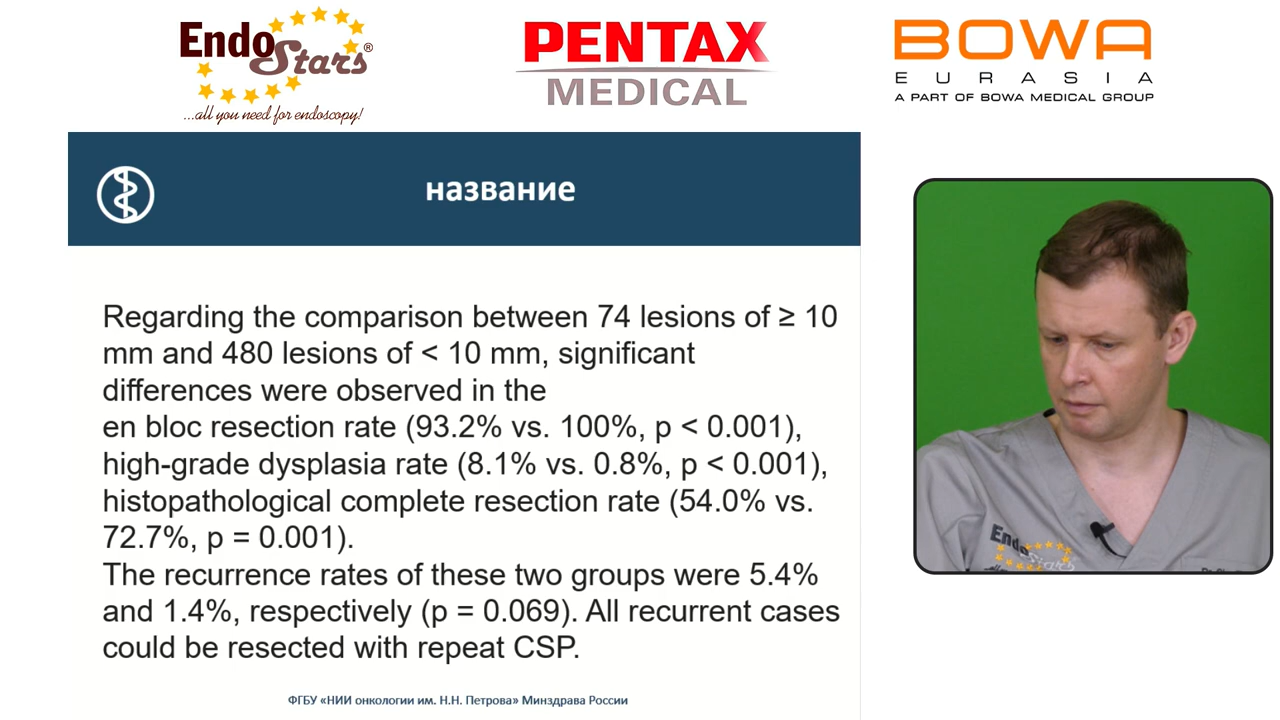 Endo
Stars®
...all you need for endoscopy!
PENTAX
MEDICAL
BOWA
EURASIA
A PART OF BOWA MEDICAL GROUP
название
Regarding the comparison between 74 lesions of ≥ 10
mm and 480 lesions of < 10 mm, significant
differences were observed in the
en bloc resection rate (93.2% vs. 100%, p < 0.001),
high-grade dysplasia rate (8.1% vs. 0.8%, p < 0.001),
histopathological complete resection rate (54.0% vs.
72.7%, p = 0.001).
The recurrence rates of these two groups were 5.4%
and 1.4%, respectively (p = 0.069). All recurrent cases
could be resected with repeat CSP.
ФГБУ «НИИ онкологии им. Н.Н. Петрова» Минздрава России
Endo
Stars